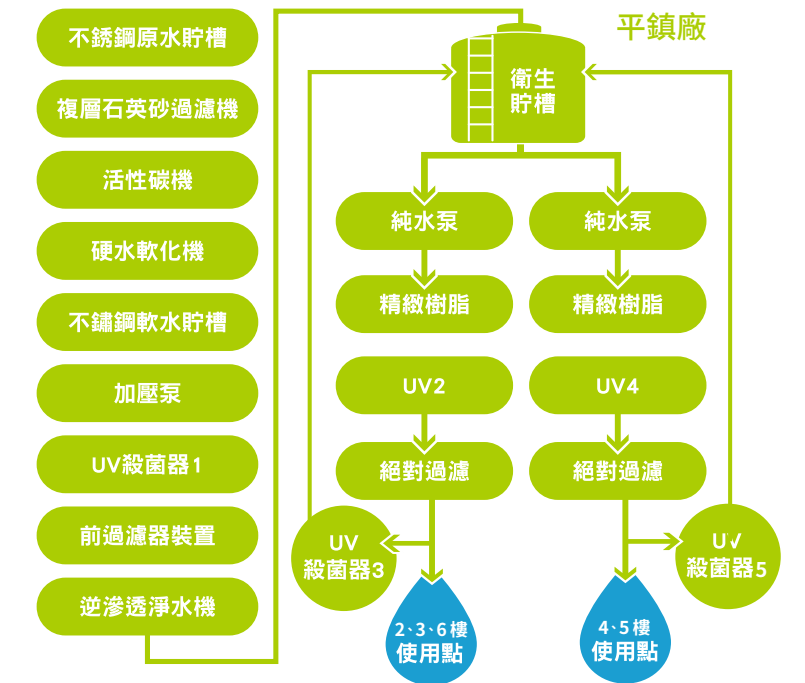 平鎮廠
不銹鋼原水貯槽
複層石英砂過濾機
活性碳機
硬水軟化機
不鏽鋼軟水貯槽
加壓泵
UV殺菌器1
前過濾器裝置
逆滲透淨水機
衛生
貯槽
純水泵
精緻樹脂
UV2
絕對過濾
UV
殺菌器3
2、3、6樓
使用點
純水泵
精緻樹脂
UV4
絕對過濾
UV
殺菌器5
4、5樓
使用點